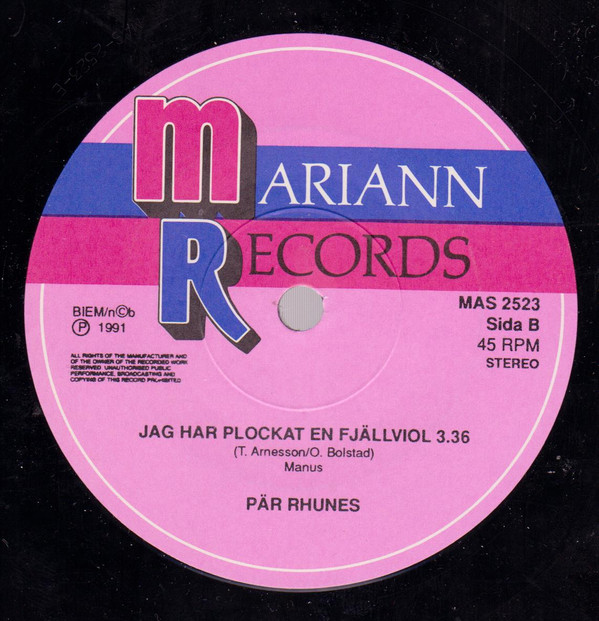 MARIANN
RECORDS
BIEM/n©b
Ⓟ 1991
MAS 2523
Sida B
45 RPM
STEREO
ALL RIGHTS OF THE MANUFACTURER AND
OF THE OWNER OF THE RECORDED WORK
RESERVED. UNAUTHORISED PUBLIC
PERFORMANCE, BROADCASTING AND
COPYING OF THIS RECORD PROHIBITED
JAG HAR PLOCKAT EN FJÄLLVIOL 3.36
(T. Arnesson/O. Bolstad)
Manus
PÄR RHUNES